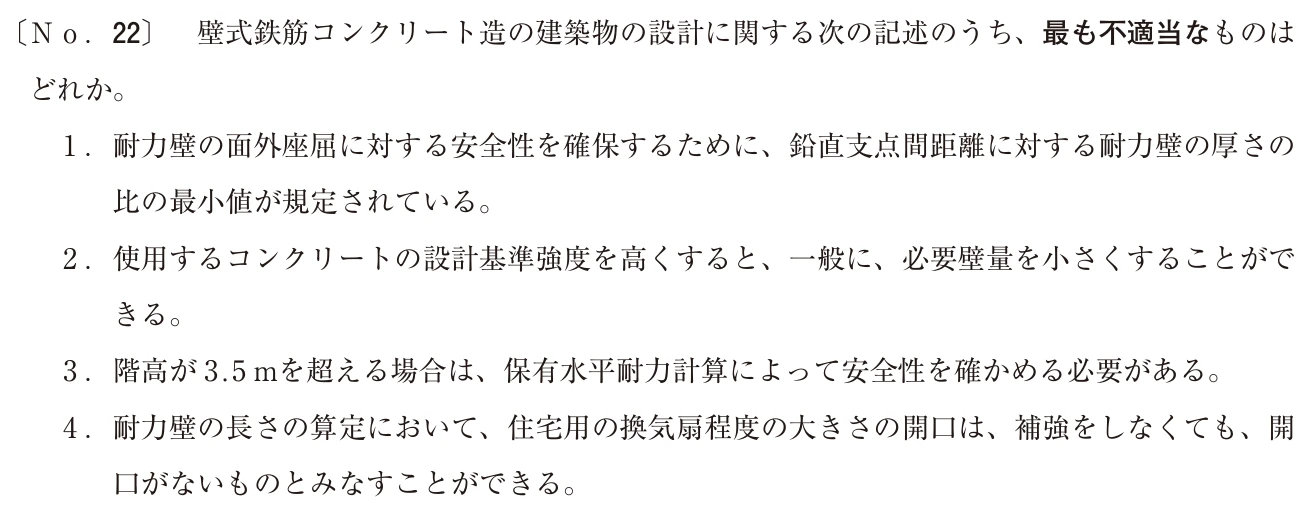 〔Ｎｏ．22〕　壁式鉄筋コンクリート造の建築物の設計に関する次の記述のうち、最も不適当なものは
どれか。
１．耐力壁の面外座屈に対する安全性を確保するために、鉛直支点間距離に対する耐力壁の厚さの
比の最小値が規定されている。
２．使用するコンクリートの設計基準強度を高くすると、一般に、必要壁量を小さくすることがで
きる。
３．階高が3.5ｍを超える場合は、保有水平耐力計算によって安全性を確かめる必要がある。
４．耐力壁の長さの算定において、住宅用の換気扇程度の大きさの開口は、補強をしなくても、開
口がないものとみなすことができる。